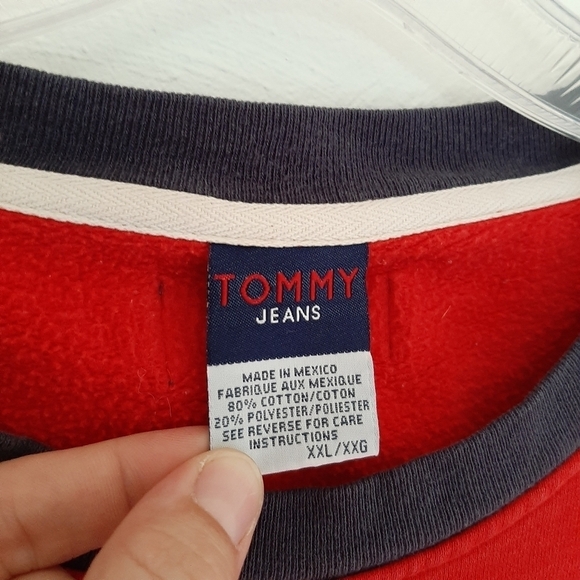 TOMMY
JEANS
MADE IN MEXICO
FABRIQUE AUX MEXIQUE
80% COTTON/COTON
20% POLYESTER/POLIESTER
SEE REVERSE FOR CARE
INSTRUCTIONS
XXL/XXG